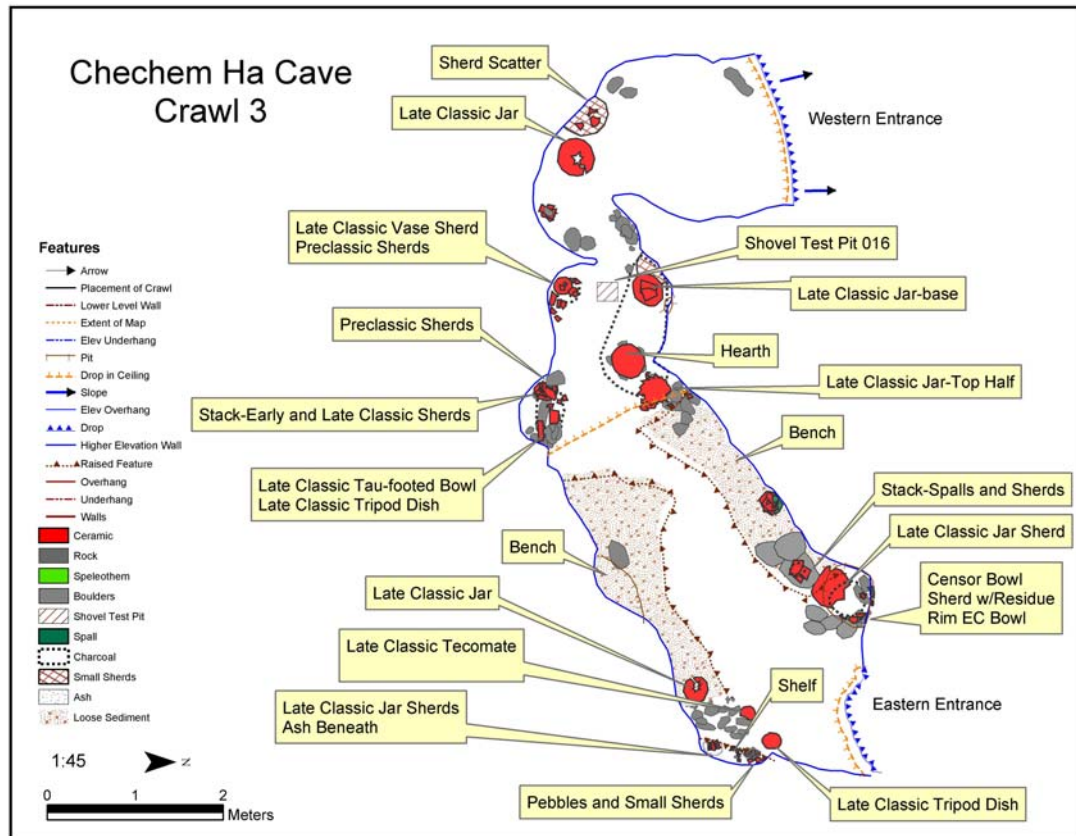 Chechem Ha Cave
Crawl 3
Sherd Scatter
Late Classic Jar
Western Entrance
Late Classic Vase Sherd
Preclassic Sherds
Shovel Test Pit 016
Late Classic Jar-base
Preclassic Sherds
Hearth
Stack-Early and Late Classic Sherds
Late Classic Jar-Top Half
Bench
Late Classic Tau-footed Bowl
Late Classic Tripod Dish
Stack-Spalls and Sherds
Late Classic Jar Sherd
Bench
Censor Bowl
Sherd w/Residue
Rim EC Bowl
Late Classic Jar
Late Classic Tecomate
Shelf
Eastern Entrance
Late Classic Jar Sherds
Ash Beneath
Pebbles and Small Sherds
Late Classic Tripod Dish
Features
Arrow
Placement of Crawl
Lower Level Wall
Extent of Map
Elev Underhang
Pit
Drop in Ceiling
Slope
Elev Overhang
Drop
Higher Elevation Wall
Raised Feature
Overhang
Underhang
Walls
Ceramic
Rock
Speleothem
Boulders
Shovel Test Pit
Spall
Charcoal
Small Sherds
Ash
Loose Sediment
1:45
N
0 1 2
Meters